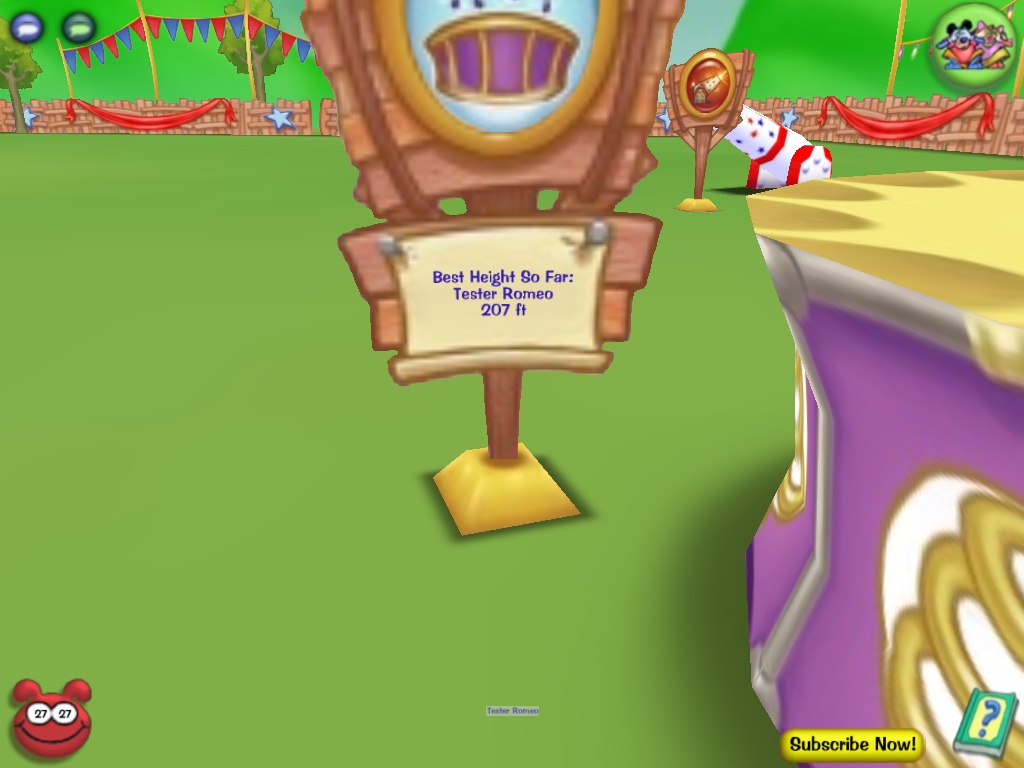 Best Height So Far:
Tester Romeo
207 ft
27 27
Tester Romeo
Subscribe Now!
?